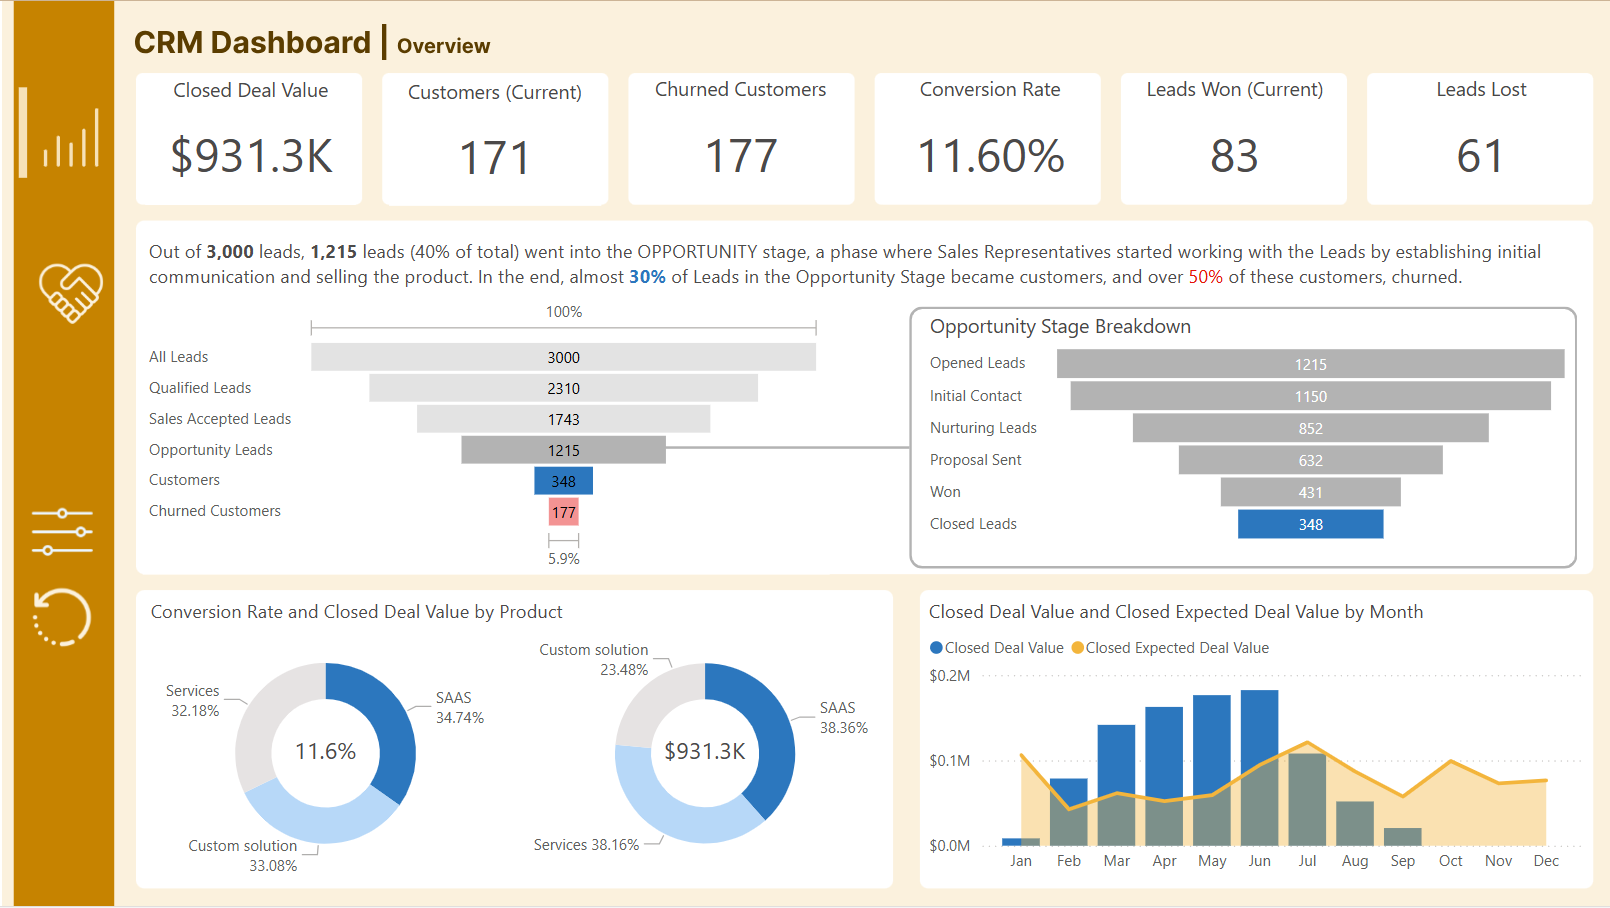 CRM Dashboard | Overview
Closed Deal Value
$931.3K
Customers (Current)
171
Churned Customers
177
Conversion Rate
11.60%
Leads Won (Current)
83
Leads Lost
61
Out of 3,000 leads, 1,215 leads (40% of total) went into the OPPORTUNITY stage, a phase where Sales Representatives started working with the Leads by establishing initial
communication and selling the product. In the end, almost 30% of Leads in the Opportunity Stage became customers, and over 50% of these customers, churned.
100%
All Leads 3000
Qualified Leads 2310
Sales Accepted Leads 1743
Opportunity Leads 1215
Customers 348
Churned Customers 177
5.9%
Opportunity Stage Breakdown
Opened Leads 1215
Initial Contact 1150
Nurturing Leads 852
Proposal Sent 632
Won 431
Closed Leads 348
Conversion Rate and Closed Deal Value by Product
Services
32.18%
SAAS
34.74%
11.6%
Custom solution
33.08%
Custom solution
23.48%
SAAS
38.36%
$931.3K
Services 38.16%
Closed Deal Value and Closed Expected Deal Value by Month
Closed Deal Value Closed Expected Deal Value
$0.2M
$0.1M
$0.0M
Jan Feb Mar Apr May Jun Jul Aug Sep Oct Nov Dec